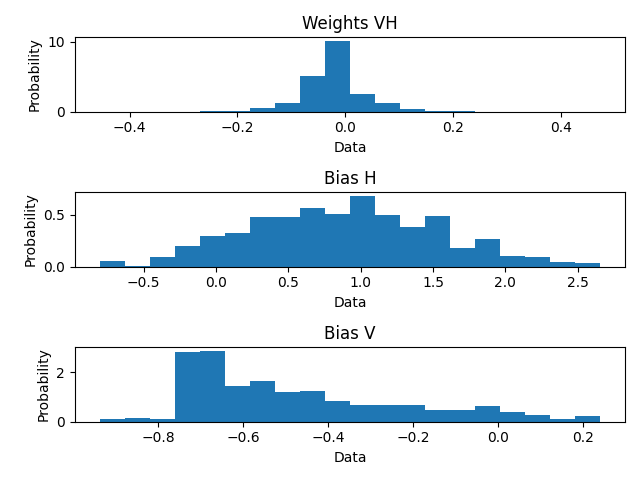 Weights VH
Probability
10
0
−0.4 −0.2 0.0 0.2 0.4
Data
Bias H
Probability
0.5
0.0
−0.5 0.0 0.5 1.0 1.5 2.0 2.5
Data
Bias V
Probability
2
0
−0.8 −0.6 −0.4 −0.2 0.0 0.2
Data